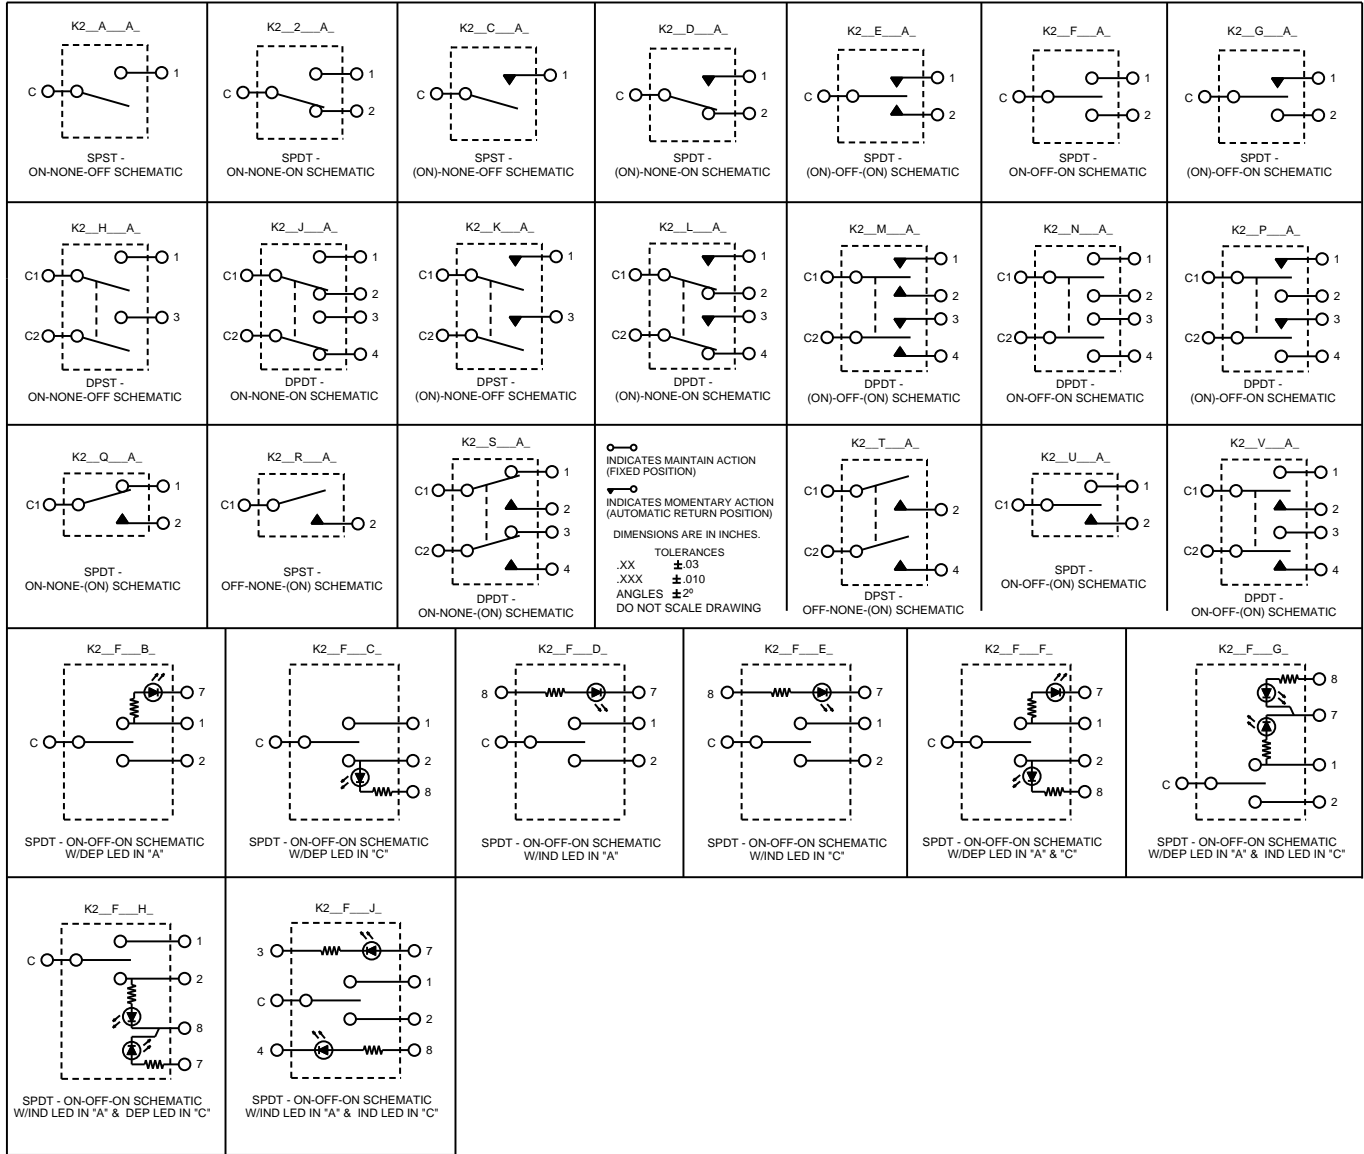 K2__A___A_
C
1
SPST -
ON-NONE-OFF SCHEMATIC
K2__2___A_
C
1
2
SPDT -
ON-NONE-ON SCHEMATIC
K2__C___A_
C
1
SPST -
(ON)-NONE-OFF SCHEMATIC
K2__D___A_
C
1
2
SPDT -
(ON)-NONE-ON SCHEMATIC
K2__E___A_
C
1
2
SPDT -
(ON)-OFF-(ON) SCHEMATIC
K2__F___A_
C
1
2
SPDT -
ON-OFF-ON SCHEMATIC
K2__G___A_
C
1
2
SPDT -
(ON)-OFF-ON SCHEMATIC
K2__H___A_
C1
C2
1
3
DPST -
ON-NONE-OFF SCHEMATIC
K2__J___A_
C1
C2
1
2
3
4
DPDT -
ON-NONE-ON SCHEMATIC
K2__K___A_
C1
C2
1
3
DPST -
(ON)-NONE-OFF SCHEMATIC
K2__L___A_
C1
C2
1
2
3
4
DPDT -
(ON)-NONE-ON SCHEMATIC
K2__M___A_
C1
C2
1
2
3
4
DPDT -
(ON)-OFF-(ON) SCHEMATIC
K2__N___A_
C1
C2
1
2
3
4
DPDT -
ON-OFF-ON SCHEMATIC
K2__P___A_
C1
C2
1
2
3
4
DPDT -
(ON)-OFF-ON SCHEMATIC
K2__Q___A_
C1
1
2
SPDT -
ON-NONE-(ON) SCHEMATIC
K2__R___A_
C1
2
SPST -
OFF-NONE-(ON) SCHEMATIC
K2__S___A_
C1
C2
1
2
3
4
DPDT -
ON-NONE-(ON) SCHEMATIC
INDICATES MAINTAIN ACTION
(FIXED POSITION)
INDICATES MOMENTARY ACTION
(AUTOMATIC RETURN POSITION)
DIMENSIONS ARE IN INCHES.
TOLERANCES
.XX ±.03
.XXX ±.010
ANGLES ±2º
DO NOT SCALE DRAWING
K2__T___A_
C1
C2
2
4
DPST -
OFF-NONE-(ON) SCHEMATIC
K2__U___A_
C1
1
2
SPDT -
ON-OFF-(ON) SCHEMATIC
K2__V___A_
C1
C2
1
2
3
4
DPDT -
ON-OFF-(ON) SCHEMATIC
K2__F___B_
C
7
1
2
SPDT - ON-OFF-ON SCHEMATIC
W/DEP LED IN "A"
K2__F___C_
C
1
2
8
SPDT - ON-OFF-ON SCHEMATIC
W/DEP LED IN "C"
K2__F___D_
8
C
7
1
2
SPDT - ON-OFF-ON SCHEMATIC
W/IND LED IN "A"
K2__F___E_
8
C
7
1
2
SPDT - ON-OFF-ON SCHEMATIC
W/IND LED IN "C"
K2__F___F_
C
7
1
2
8
SPDT - ON-OFF-ON SCHEMATIC
W/DEP LED IN "A" & "C"
K2__F___G_
C
8
7
1
2
SPDT - ON-OFF-ON SCHEMATIC
W/DEP LED IN "A" & IND LED IN "C"
K2__F___H_
C
1
2
8
7
SPDT - ON-OFF-ON SCHEMATIC
W/IND LED IN "A" & DEP LED IN "C"
K2__F___J_
3
C
4
7
1
2
8
SPDT - ON-OFF-ON SCHEMATIC
W/IND LED IN "A" & IND LED IN "C"